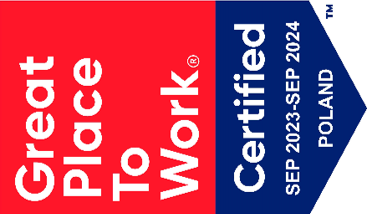 Great
Place
To
Work®
Certified
SEP 2023-SEP 2024
POLAND
™